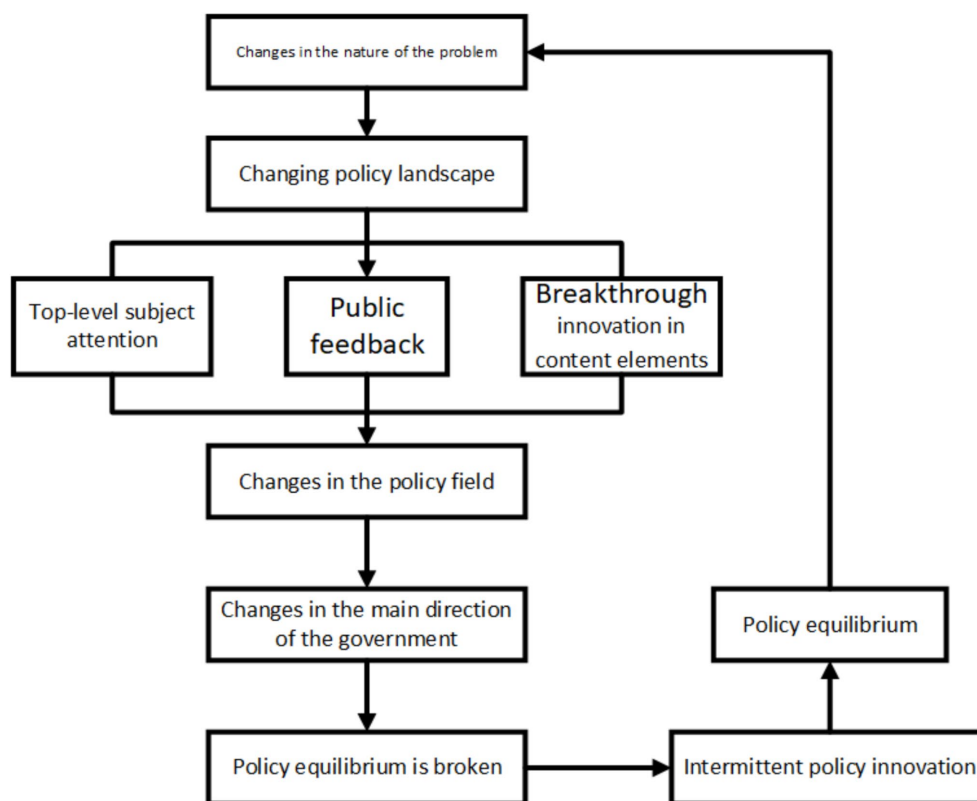 Changes in the nature of the problem
Changing policy landscape
Top-level subject
attention
Public
feedback
Breakthrough
innovation in
content elements
Changes in the policy field
Changes in the main direction
of the government
Policy equilibrium
Policy equilibrium is broken
Intermittent policy innovation